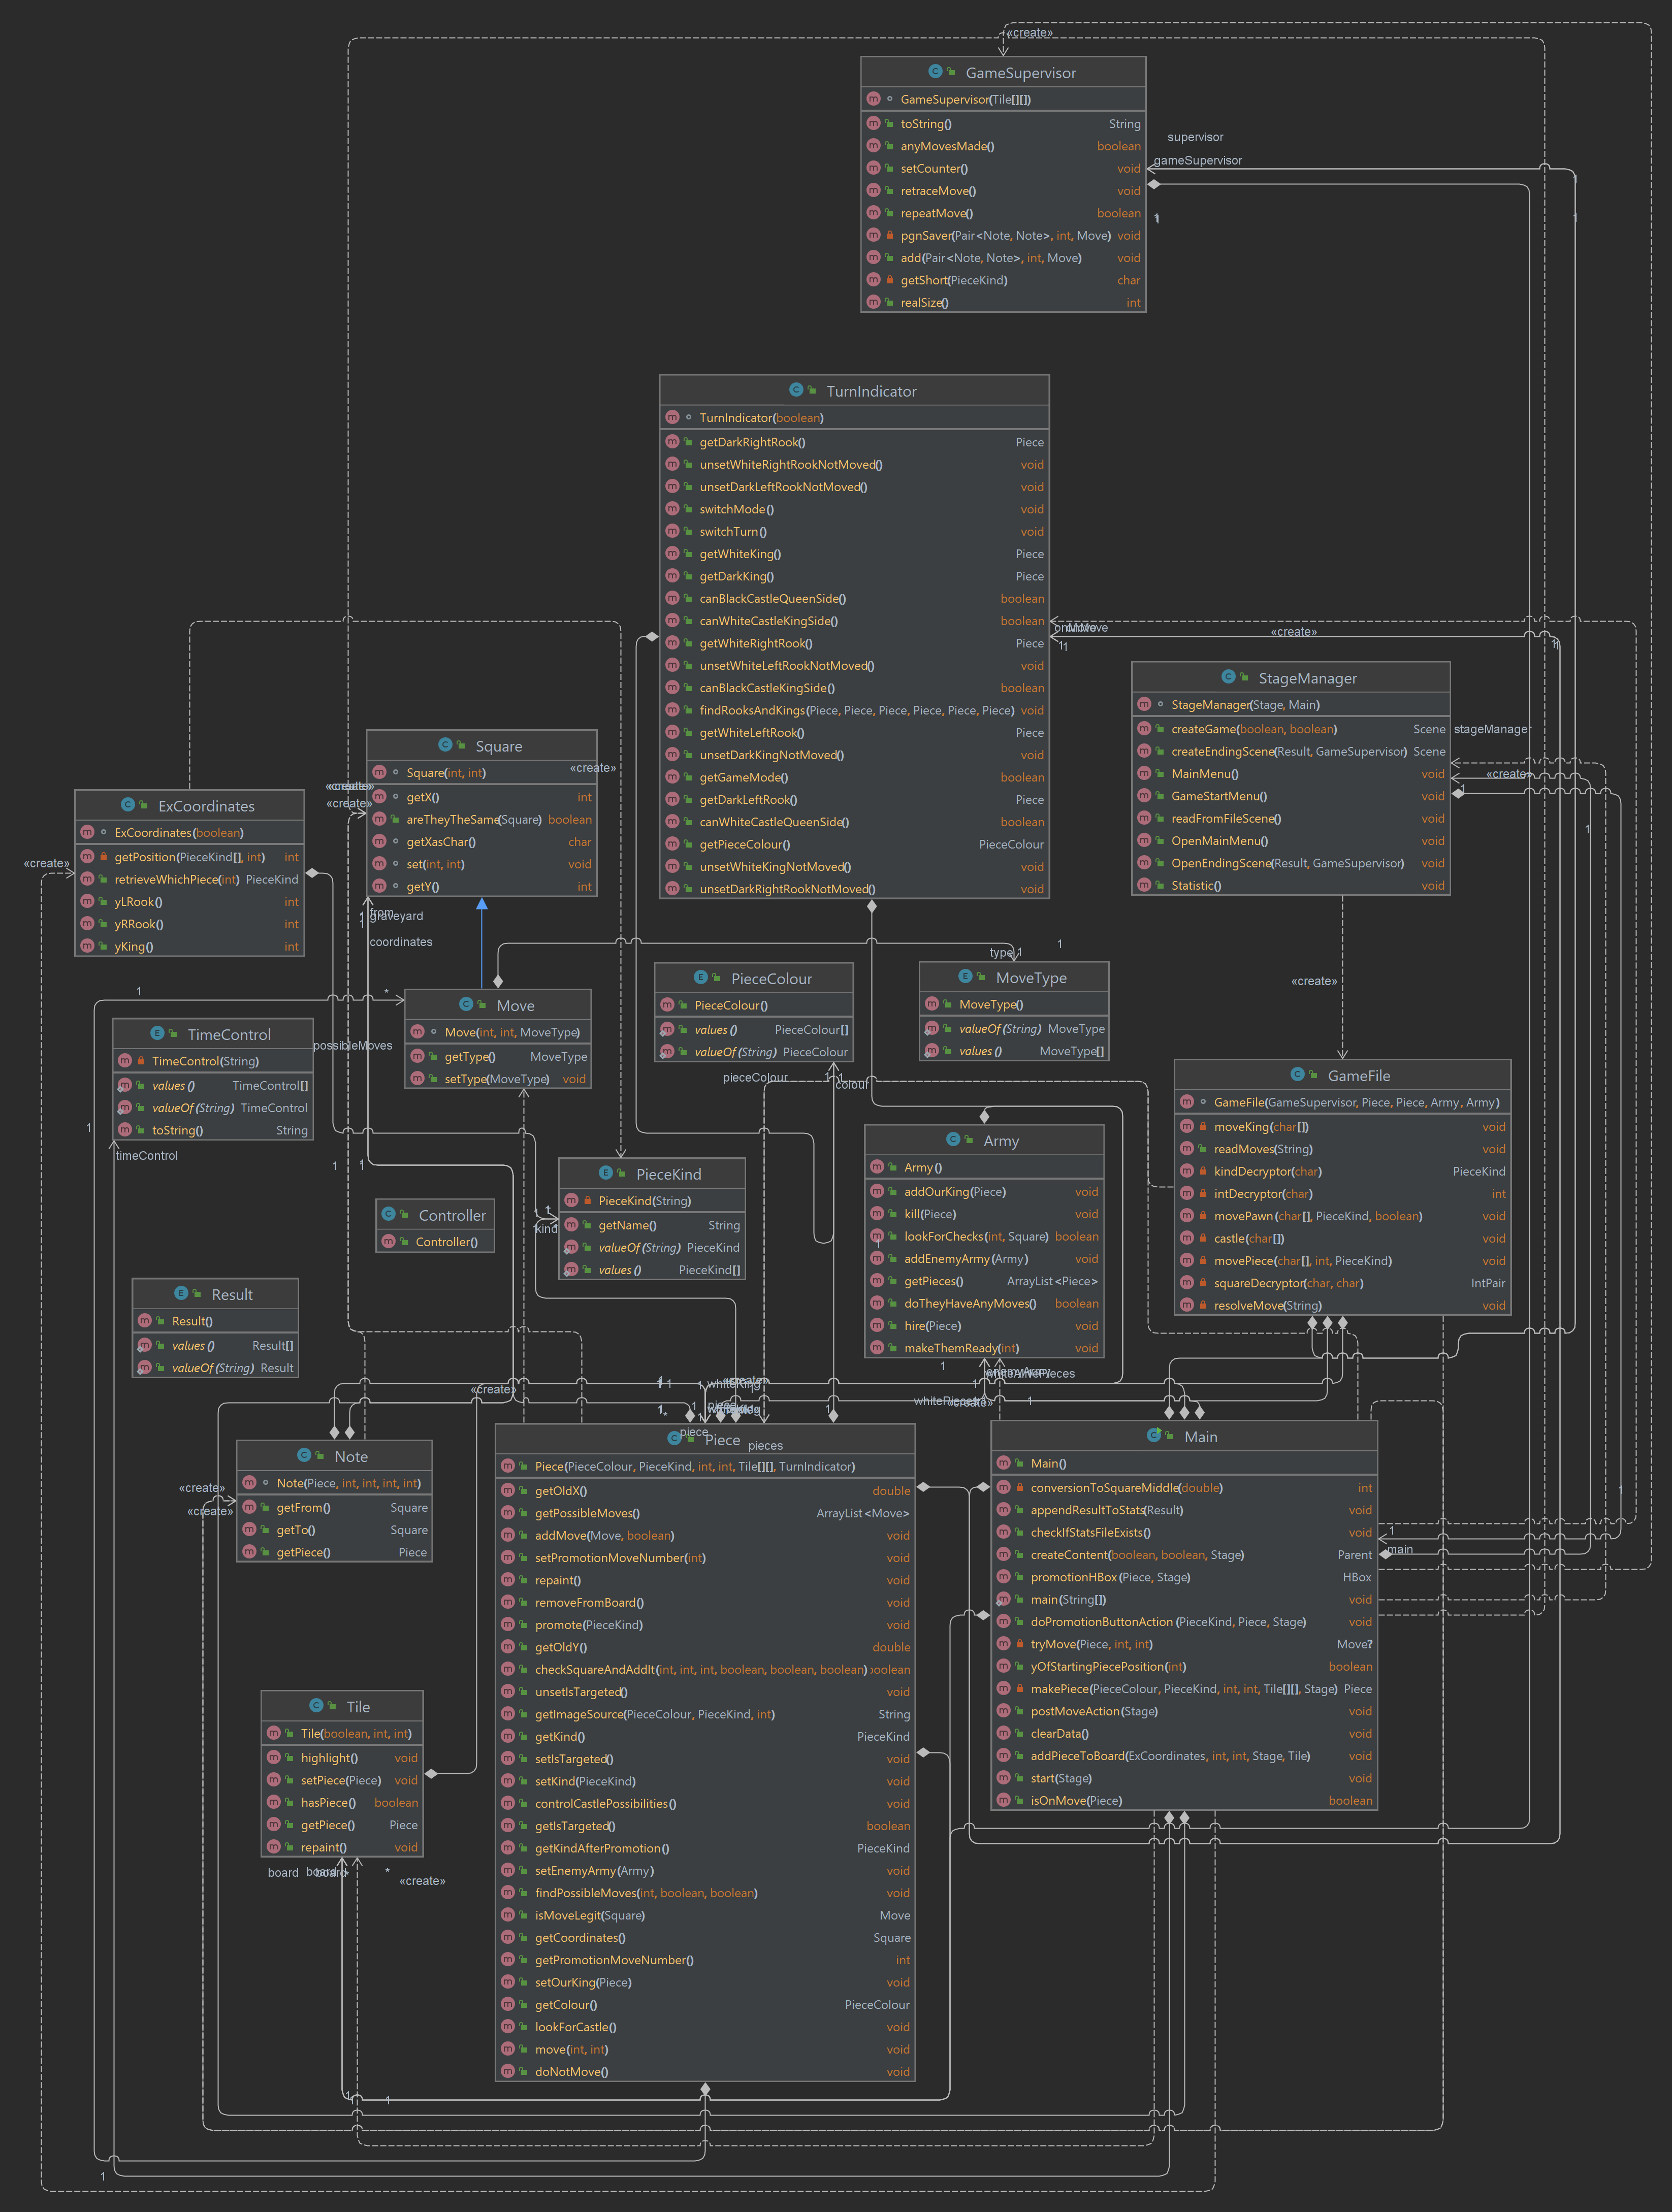 «create»
GameSupervisor
GameSupervisor(Tile[][])
toString() String
anyMovesMade() boolean
setCounter() void
retraceMove() void
repeatMove() boolean
pgnSaver(Pair<Note, Note>, int, Move) void
add(Pair<Note, Note>, int, Move) void
getShort(PieceKind) char
realSize() int
supervisor
gameSupervisor
1
1
TurnIndicator
TurnIndicator(boolean)
getDarkRightRook() Piece
unsetWhiteRightRookNotMoved() void
unsetDarkLeftRookNotMoved() void
switchMode() void
switchTurn() void
getWhiteKing() Piece
getDarkKing() Piece
canBlackCastleQueenSide() boolean
canWhiteCastleKingSide() boolean
getWhiteRightRook() Piece
unsetWhiteLeftRookNotMoved() void
canBlackCastleKingSide() boolean
findRooksAndKings(Piece, Piece, Piece, Piece, Piece, Piece) void
getWhiteLeftRook() Piece
unsetDarkKingNotMoved() void
getGameMode() boolean
getDarkLeftRook() Piece
canWhiteCastleQueenSide() boolean
getPieceColour() PieceColour
unsetWhiteKingNotMoved() void
unsetDarkRightRookNotMoved() void
«create»
StageManager
StageManager(Stage, Main)
createGame(boolean, boolean) Scene
createEndingScene(Result, GameSupervisor) Scene
MainMenu() void
GameStartMenu() void
readFromFileScene() void
OpenMainMenu() void
OpenEndingScene(Result, GameSupervisor) void
Statistic() void
stageManager
«create»
1
1
Square
Square(int, int)
getX() int
areTheyTheSame(Square) boolean
getXasChar() char
set(int, int) void
getY() int
«create»
«create»
ExCoordinates
ExCoordinates(boolean)
getPosition(PieceKind[], int) int
retrieveWhichPiece(int) PieceKind
yLRook() int
yRRook() int
yKing() int
«create»
from
graveyard
coordinates
Move
Move(int, int, MoveType)
getType() MoveType
setType(MoveType) void
1
*
possibleMoves
PieceColour
PieceColour()
values() PieceColour[]
valueOf(String) PieceColour
pieceColour
colour
type
1
1
MoveType
MoveType()
valueOf(String) MoveType
values() MoveType[]
«create»
TimeControl
TimeControl(String)
values() TimeControl[]
valueOf(String) TimeControl
toString() String
timeControl
1
GameFile
GameFile(GameSupervisor, Piece, Piece, Army, Army)
moveKing(char[]) void
readMoves(String) void
kindDecryptor(char) PieceKind
intDecryptor(char) int
movePawn(char[], PieceKind, boolean) void
castle(char[]) void
movePiece(char[], int, PieceKind) void
squareDecryptor(char, char) IntPair
resolveMove(String) void
Army
Army()
addOurKing(Piece) void
kill(Piece) void
lookForChecks(int, Square) boolean
addEnemyArmy(Army) void
getPieces() ArrayList<Piece>
doTheyHaveAnyMoves() boolean
hire(Piece) void
makeThemReady(int) void
PieceKind
PieceKind(String)
getName() String
valueOf(String) PieceKind
values() PieceKind[]
kind
1
Controller
Controller()
Result
Result()
values() Result[]
valueOf(String) Result
«create»
Note
Note(Piece, int, int, int, int)
getFrom() Square
getTo() Square
getPiece() Piece
«create»
«create»
piece
pieces
Piece
Piece(PieceColour, PieceKind, int, int, Tile[][], TurnIndicator)
getOldX() double
getPossibleMoves() ArrayList<Move>
addMove(Move, boolean) void
setPromotionMoveNumber(int) void
repaint() void
removeFromBoard() void
promote(PieceKind) void
getOldY() double
checkSquareAndAddIt(int, int, int, boolean, boolean, boolean) boolean
unsetIsTargeted() void
getImageSource(PieceColour, PieceKind, int) String
getKind() PieceKind
setIsTargeted() void
setKind(PieceKind) void
controlCastlePossibilities() void
getIsTargeted() boolean
getKindAfterPromotion() PieceKind
setEnemyArmy(Army) void
findPossibleMoves(int, boolean, boolean) void
isMoveLegit(Square) Move
getCoordinates() Square
getPromotionMoveNumber() int
setOurKing(Piece) void
getColour() PieceColour
lookForCastle() void
move(int, int) void
doNotMove() void
Main
Main()
conversionToSquareMiddle(double) int
appendResultToStats(Result) void
checkIfStatsFileExists() void
createContent(boolean, boolean, Stage) Parent
promotionHBox(Piece, Stage) HBox
main(String[]) void
doPromotionButtonAction(PieceKind, Piece, Stage) void
tryMove(Piece, int, int) Move?
yOfStartingPiecePosition(int) boolean
makePiece(PieceColour, PieceKind, int, int, Tile[][], Stage) Piece
postMoveAction(Stage) void
clearData() void
addPieceToBoard(ExCoordinates, int, int, Stage, Tile) void
start(Stage) void
isOnMove(Piece) boolean
1
main
1
Tile
Tile(boolean, int, int)
highlight() void
setPiece(Piece) void
hasPiece() boolean
getPiece() Piece
repaint() void
board
board
*
«create»
1
1
1